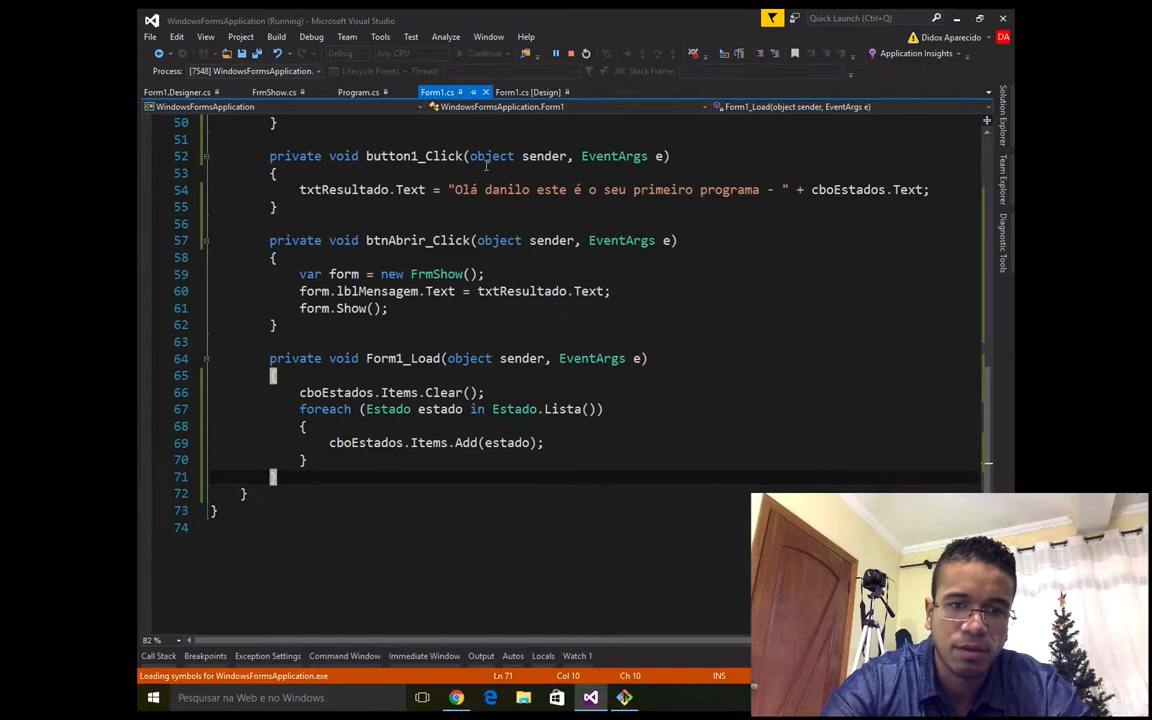 WindowsFormsApplication (Running) - Microsoft Visual Studio
Quick Launch (Ctrl+Q)
File Edit View Project Build Debug Team Tools Test Analyze Window Help
Didox Aparecido DA
Debug Any CPU Continue Application Insights
Process: [7548] WindowsFormsApplication. Lifecycle Events Thread: Stack Frame:
Form1.Designer.cs FrmShow.cs Program.cs Form1.cs Form1.cs [Design]
WindowsFormsApplication WindowsFormsApplication.Form1 Form1_Load(object sender, EventArgs e)
50 }
51
52 private void button1_Click(object sender, EventArgs e)
53 {
54 txtResultado.Text = "Olá danilo este é o seu primeiro programa - " + cboEstados.Text;
55 }
56
57 private void btnAbrir_Click(object sender, EventArgs e)
58 {
59 var form = new FrmShow();
60 form.lblMensagem.Text = txtResultado.Text;
61 form.Show();
62 }
63
64 private void Form1_Load(object sender, EventArgs e)
65 {
66 cboEstados.Items.Clear();
67 foreach (Estado estado in Estado.Lista())
68 {
69 cboEstados.Items.Add(estado);
70 }
71 }
72 }
73 }
74
Solution Explorer
Team Explorer
Diagnostic Tools
82 %
Call Stack Breakpoints Exception Settings Command Window Immediate Window Output Autos Locals Watch 1
Loading symbols for WindowsFormsApplication.exe Ln 71 Col 10 Ch 10 INS
Pesquisar na Web e no Windows